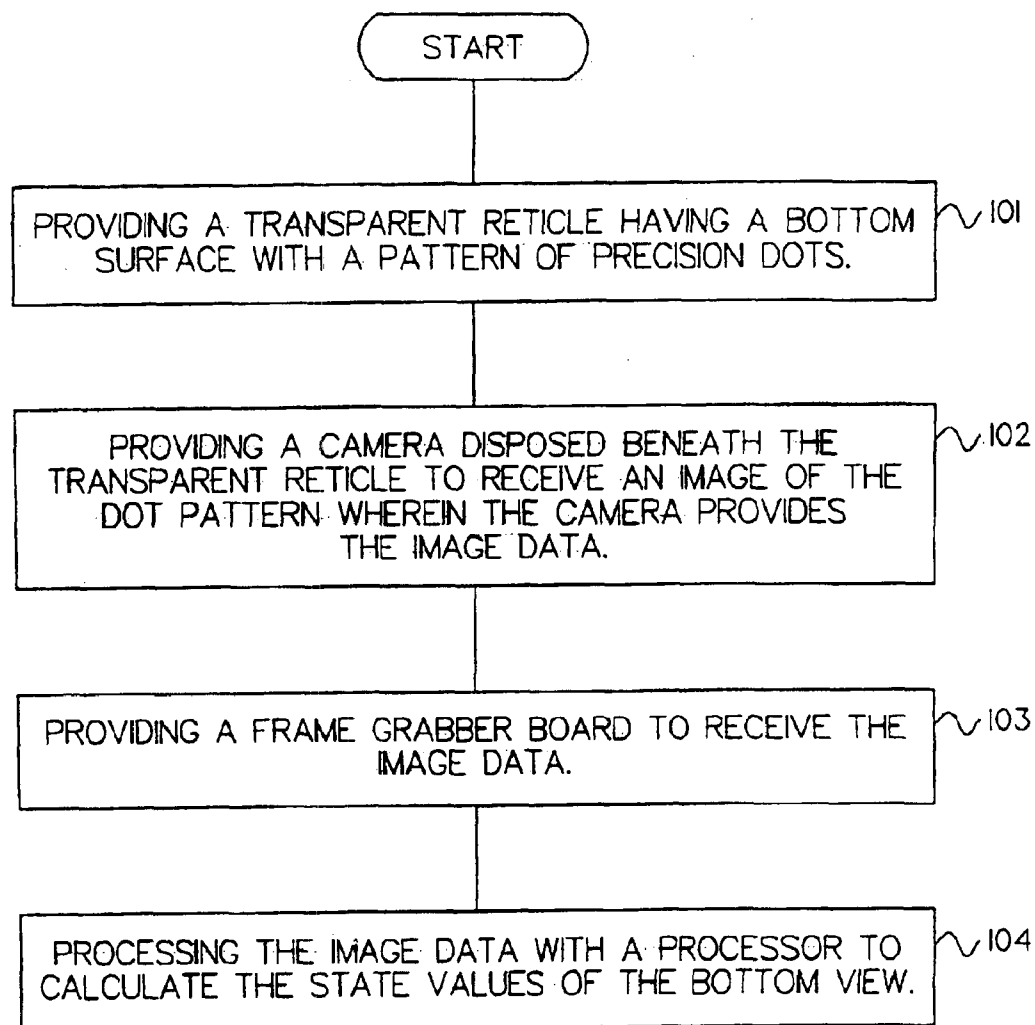 START
PROVIDING A TRANSPARENT RETICLE HAVING A BOTTOM
SURFACE WITH A PATTERN OF PRECISION DOTS.
101
PROVIDING A CAMERA DISPOSED BENEATH THE
TRANSPARENT RETICLE TO RECEIVE AN IMAGE OF THE
DOT PATTERN WHEREIN THE CAMERA PROVIDES
THE IMAGE DATA.
102
PROVIDING A FRAME GRABBER BOARD TO RECEIVE THE
IMAGE DATA.
103
PROCESSING THE IMAGE DATA WITH A PROCESSOR TO
CALCULATE THE STATE VALUES OF THE BOTTOM VIEW.
104